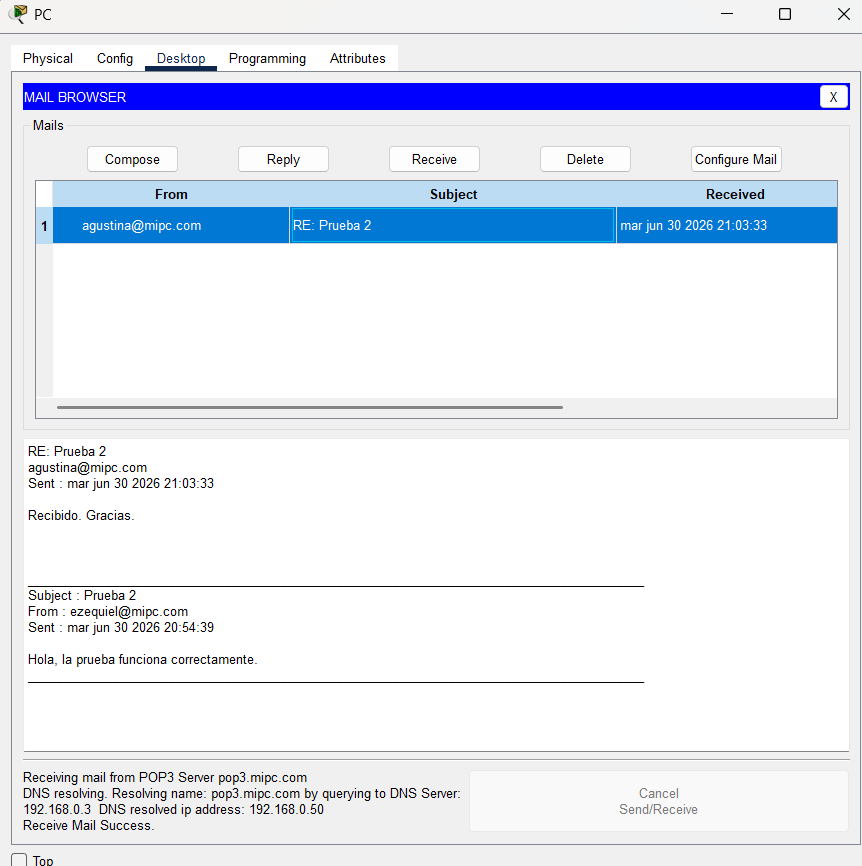 PC
Physical Config Desktop Programming Attributes
MAIL BROWSER
X
Mails
Compose Reply Receive Delete Configure Mail
From Subject Received
1 agustina@mipc.com RE: Prueba 2 mar jun 30 2026 21:03:33
RE: Prueba 2
agustina@mipc.com
Sent : mar jun 30 2026 21:03:33
Recibido. Gracias.
Subject : Prueba 2
From : ezequiel@mipc.com
Sent : mar jun 30 2026 20:54:39
Hola, la prueba funciona correctamente.
Receiving mail from POP3 Server pop3.mipc.com
DNS resolving. Resolving name: pop3.mipc.com by querying to DNS Server:
192.168.0.3  DNS resolved ip address: 192.168.0.50
Receive Mail Success.
Cancel
Send/Receive
Top